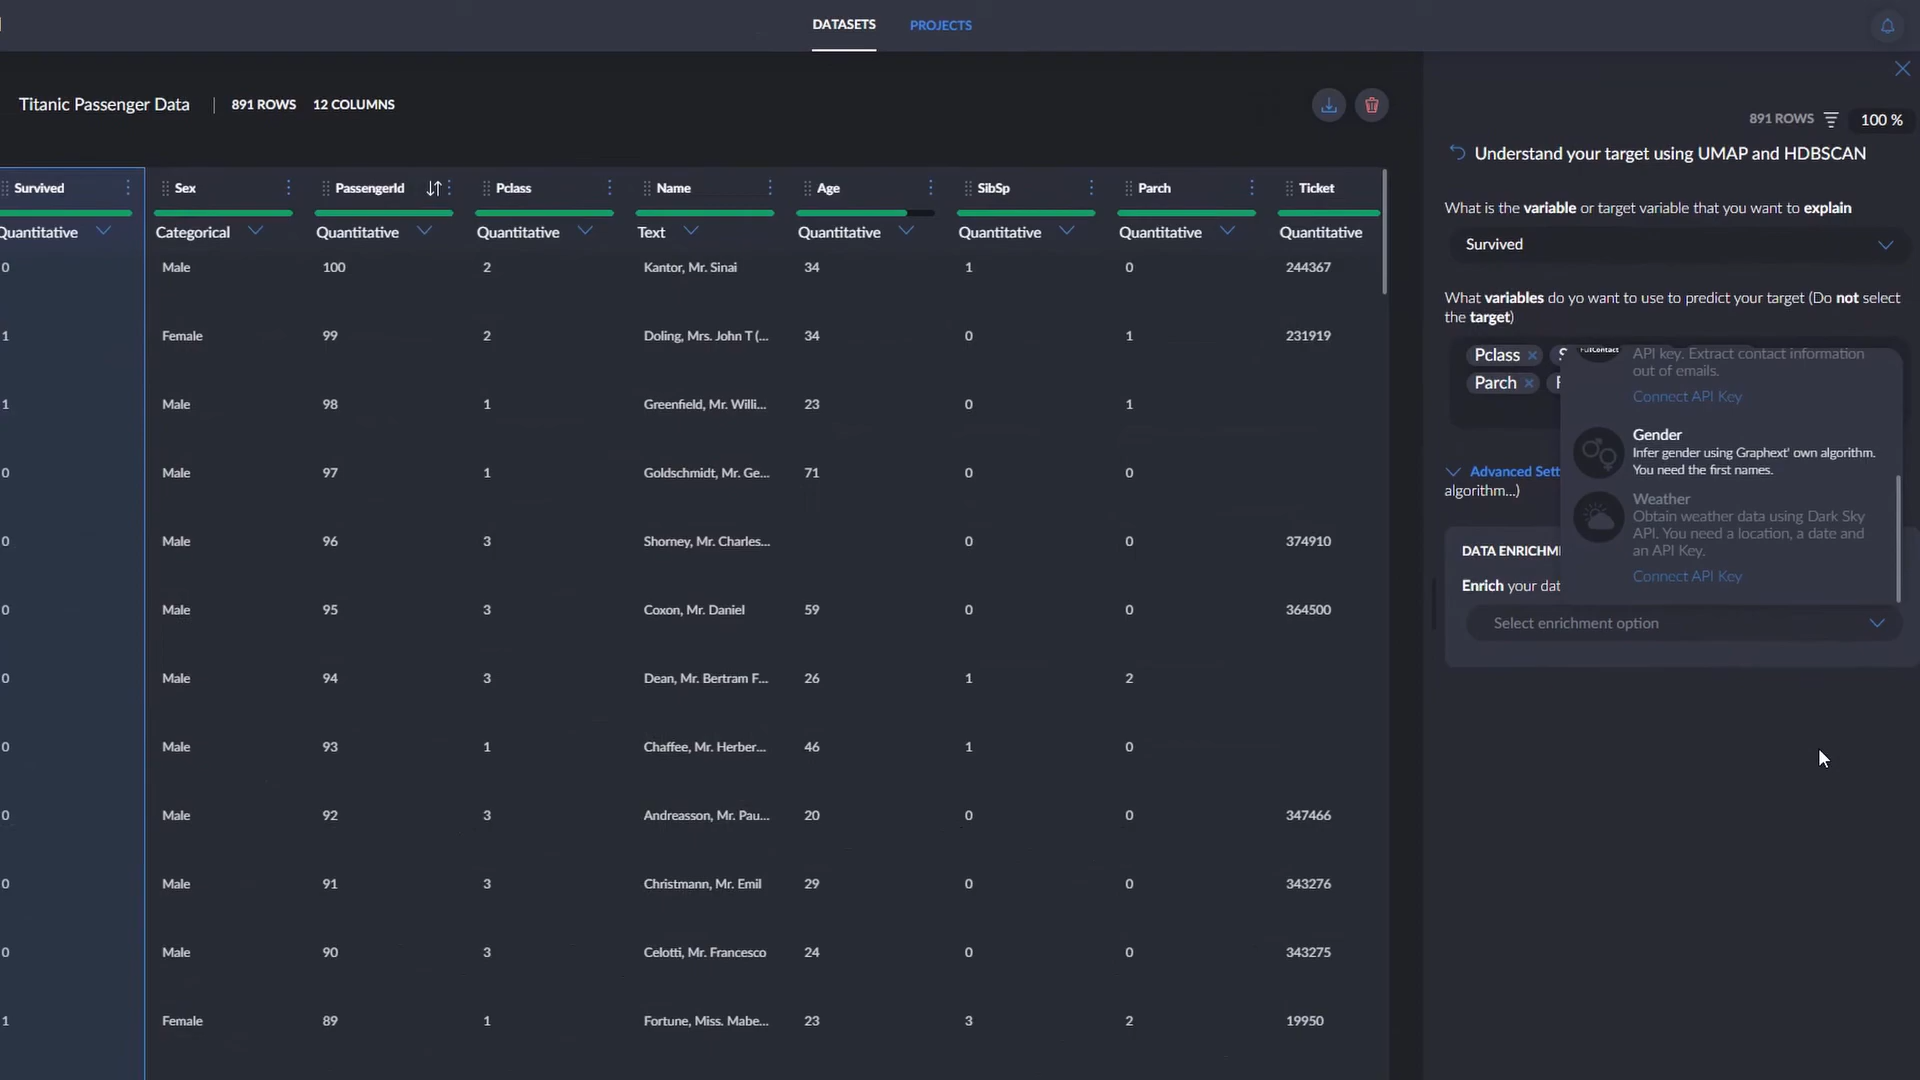 DATASETS PROJECTS
Titanic Passenger Data | 891 ROWS 12 COLUMNS
Survived Sex PassengerId Pclass Name Age SibSp Parch Ticket
Quantitative Categorical Quantitative Quantitative Text Quantitative Quantitative Quantitative Quantitative
0 Male 100 2 Kantor, Mr. Sinai 34 1 0 244367
1 Female 99 2 Doling, Mrs. John T (... 34 0 1 231919
1 Male 98 1 Greenfield, Mr. Willi... 23 0 1
0 Male 97 1 Goldschmidt, Mr. Ge... 71 0 0
0 Male 96 3 Shorney, Mr. Charles... 0 0 374910
0 Male 95 3 Coxon, Mr. Daniel 59 0 0 364500
0 Male 94 3 Dean, Mr. Bertram F... 26 1 2
0 Male 93 1 Chaffee, Mr. Herber... 46 1 0
0 Male 92 3 Andreasson, Mr. Pau... 20 0 0 347466
0 Male 91 3 Christmann, Mr. Emil 29 0 0 343276
0 Male 90 3 Celotti, Mr. Francesco 24 0 0 343275
1 Female 89 1 Fortune, Miss. Mabe... 23 3 2 19950
891 ROWS 100 %
Understand your target using UMAP and HDBSCAN
What is the variable or target variable that you want to explain
Survived
What variables do yo want to use to predict your target (Do not select
the target)
Pclass
Parch
FullContact
API key. Extract contact information
out of emails.
Connect API Key
Gender
Infer gender using Graphext' own algorithm.
You need the first names.
Weather
Obtain weather data using Dark Sky
API. You need a location, a date and
an API Key.
Connect API Key
Advanced Sett
algorithm...)
DATA ENRICHM
Enrich your dat
Select enrichment option